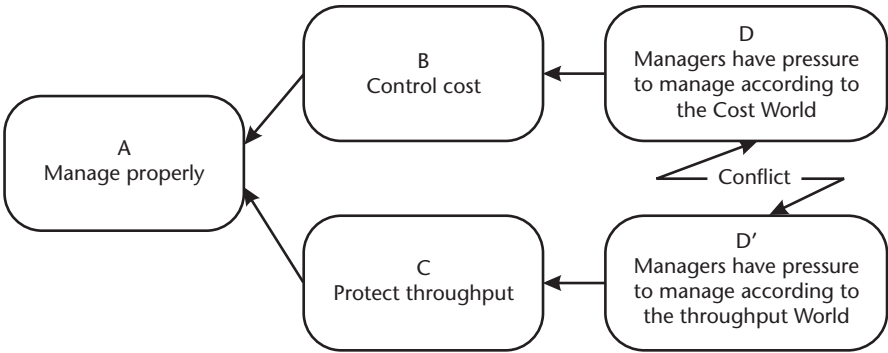 A
Manage properly
B
Control cost
C
Protect throughput
D
Managers have pressure
to manage according to
the Cost World
Conflict
D′
Managers have pressure
to manage according to
the throughput World